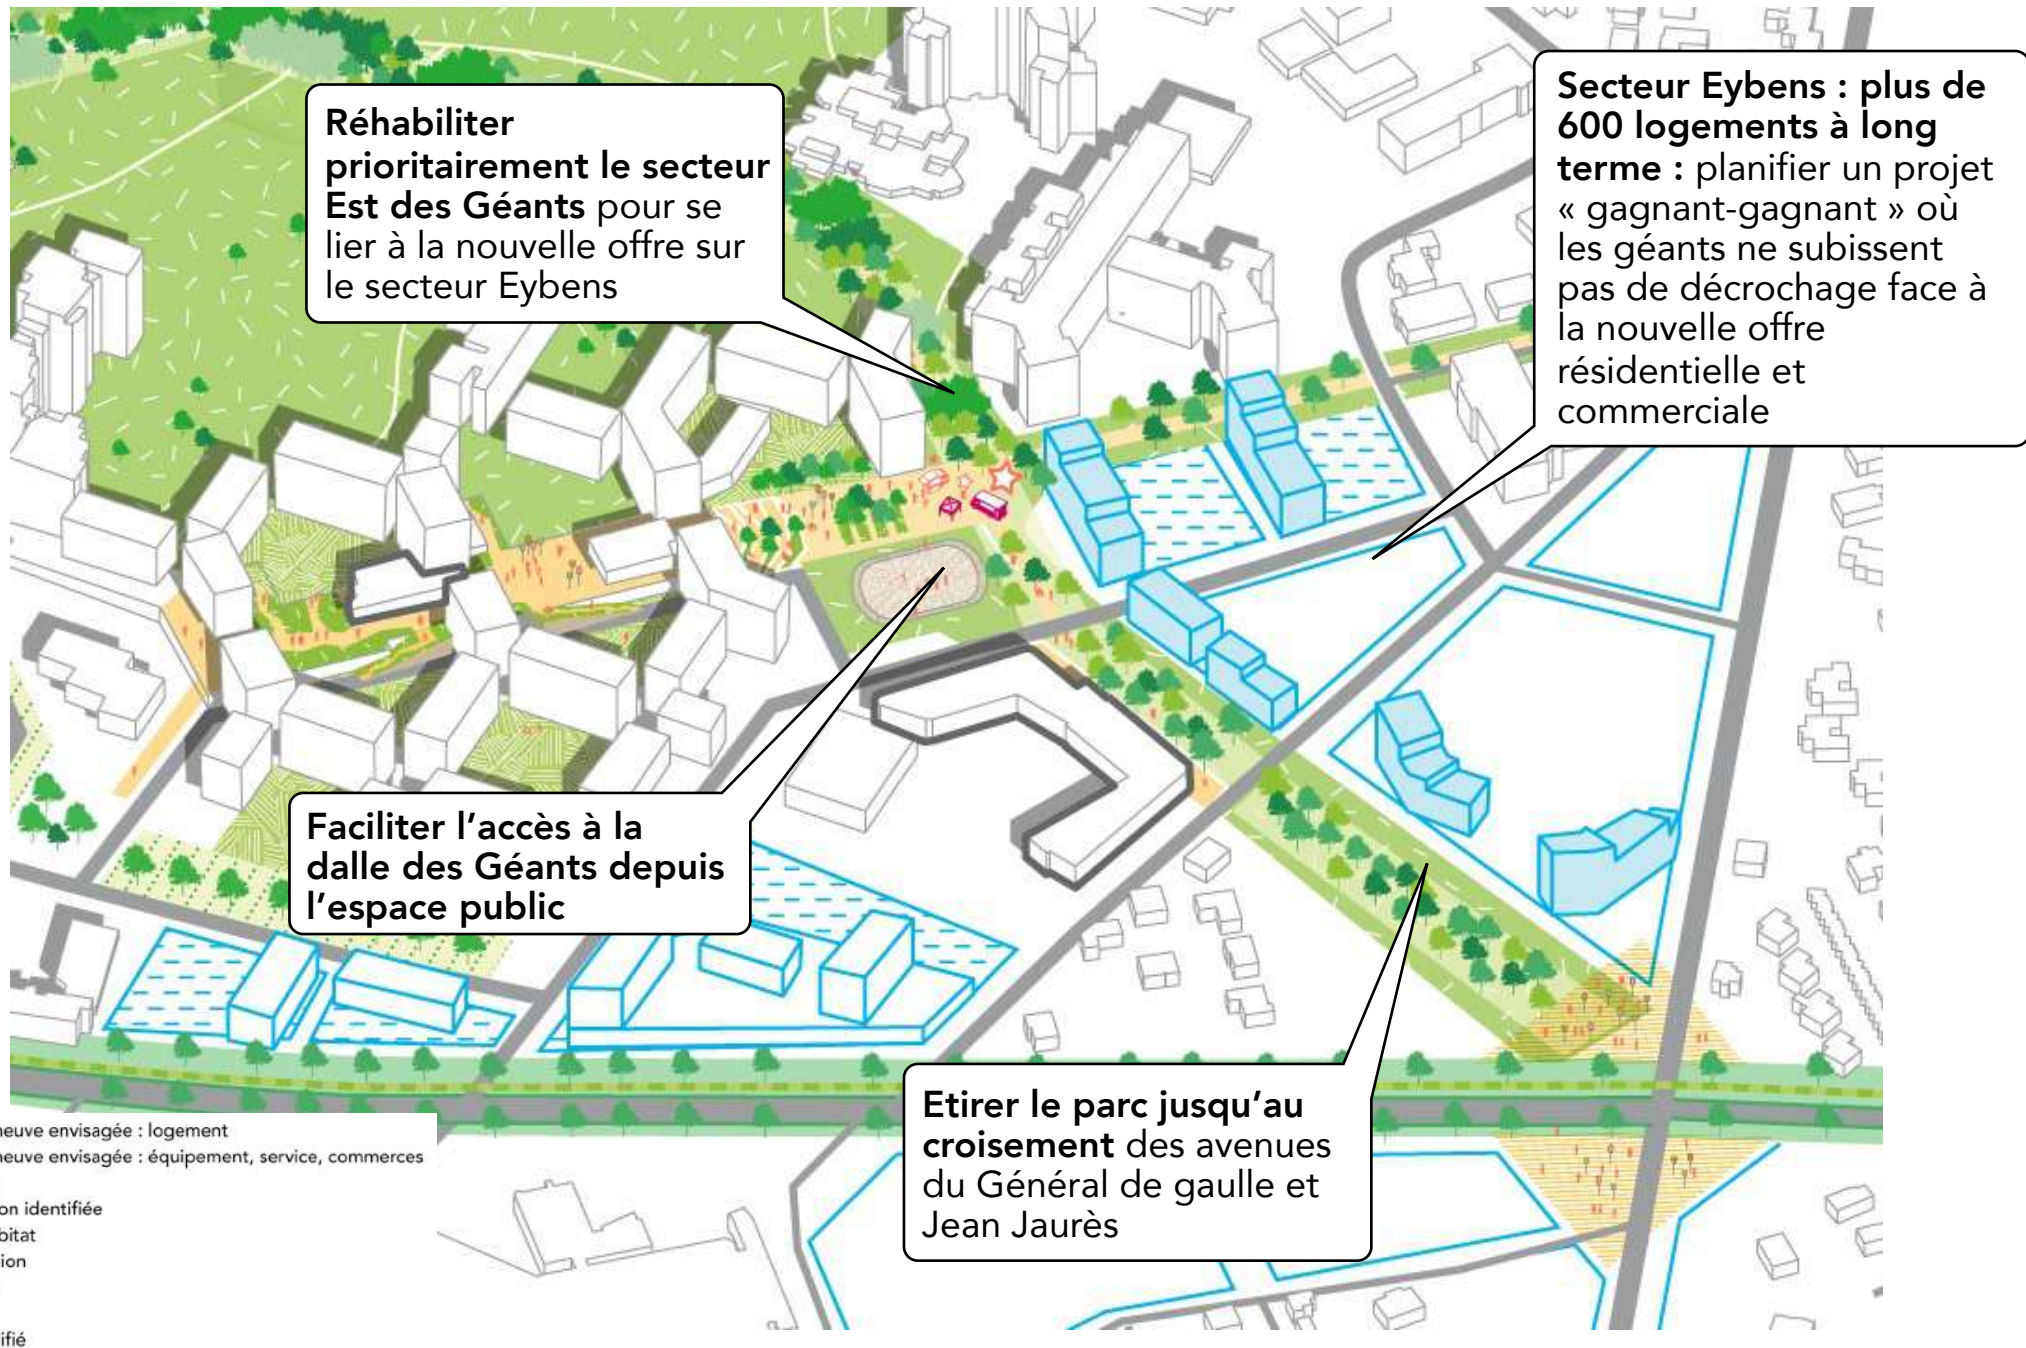 Réhabiliter
prioritairement le secteur
Est des Géants pour se
lier à la nouvelle offre sur
le secteur Eybens
Secteur Eybens : plus de
600 logements à long
terme : planifier un projet
« gagnant-gagnant » où
les géants ne subissent
pas de décrochage face à
la nouvelle offre
résidentielle et
commerciale
Faciliter l’accès à la
dalle des Géants depuis
l’espace public
Etirer le parc jusqu’au
croisement des avenues
du Général de gaulle et
Jean Jaurès
neuve envisagée : logement
neuve envisagée : équipement, service, commerces
on identifiée
bitat
ion
ifié